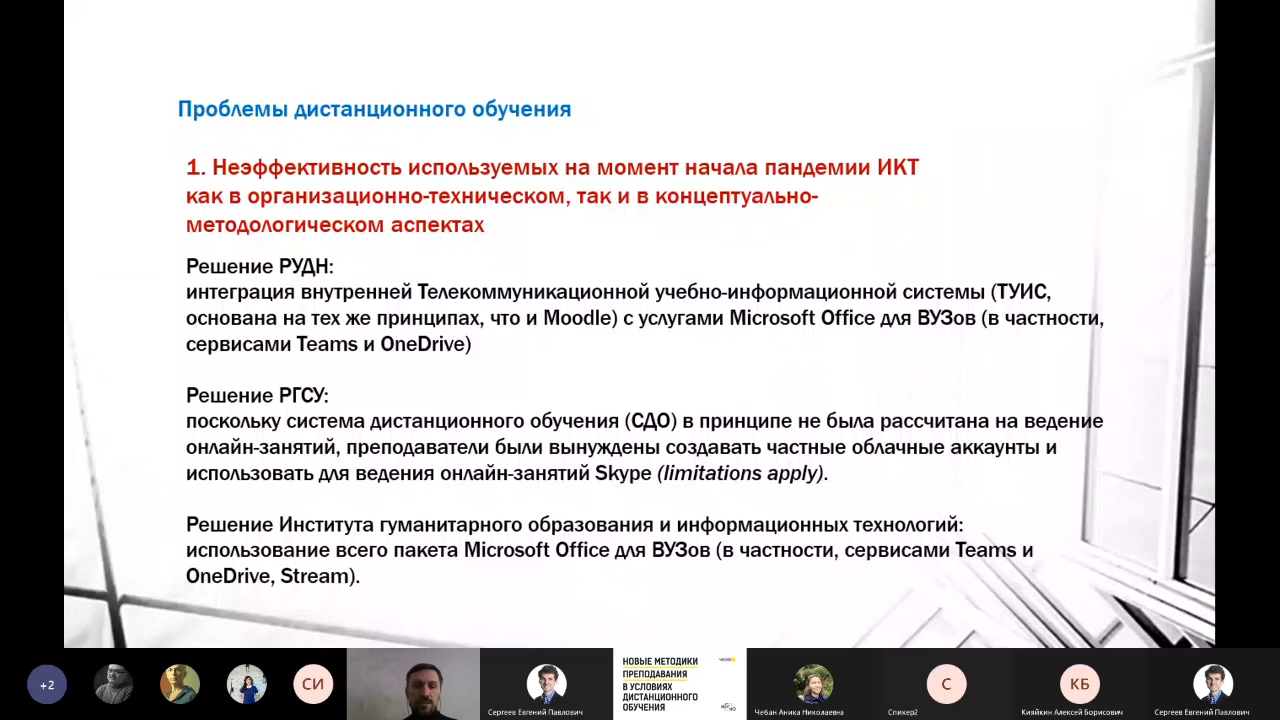 Проблемы дистанционного обучения
1. Неэффективность используемых на момент начала пандемии ИКТ
как в организационно-техническом, так и в концептуально-
методологическом аспектах
Решение РУДН:
интеграция внутренней Телекоммуникационной учебно-информационной системы (ТУИС,
основана на тех же принципах, что и Moodle) с услугами Microsoft Office для ВУЗов (в частности,
сервисами Teams и OneDrive)
Решение РГСУ:
поскольку система дистанционного обучения (СДО) в принципе не была рассчитана на ведение
онлайн-занятий, преподаватели были вынуждены создавать частные облачные аккаунты и
использовать для ведения онлайн-занятий Skype (limitations apply).
Решение Института гуманитарного образования и информационных технологий:
использование всего пакета Microsoft Office для ВУЗов (в частности, сервисами Teams и
OneDrive, Stream).
+2
СИ
Сергеев Евгений Павлович
НОВЫЕ МЕТОДИКИ
ПРЕПОДАВАНИЯ
В УСЛОВИЯХ
ДИСТАНЦИОННОГО
ОБУЧЕНИЯ
Чебан Аника Николаевна
С
Спикер2
КБ
Кияйкин Алексей Борисович
Сергеев Евгений Павлович